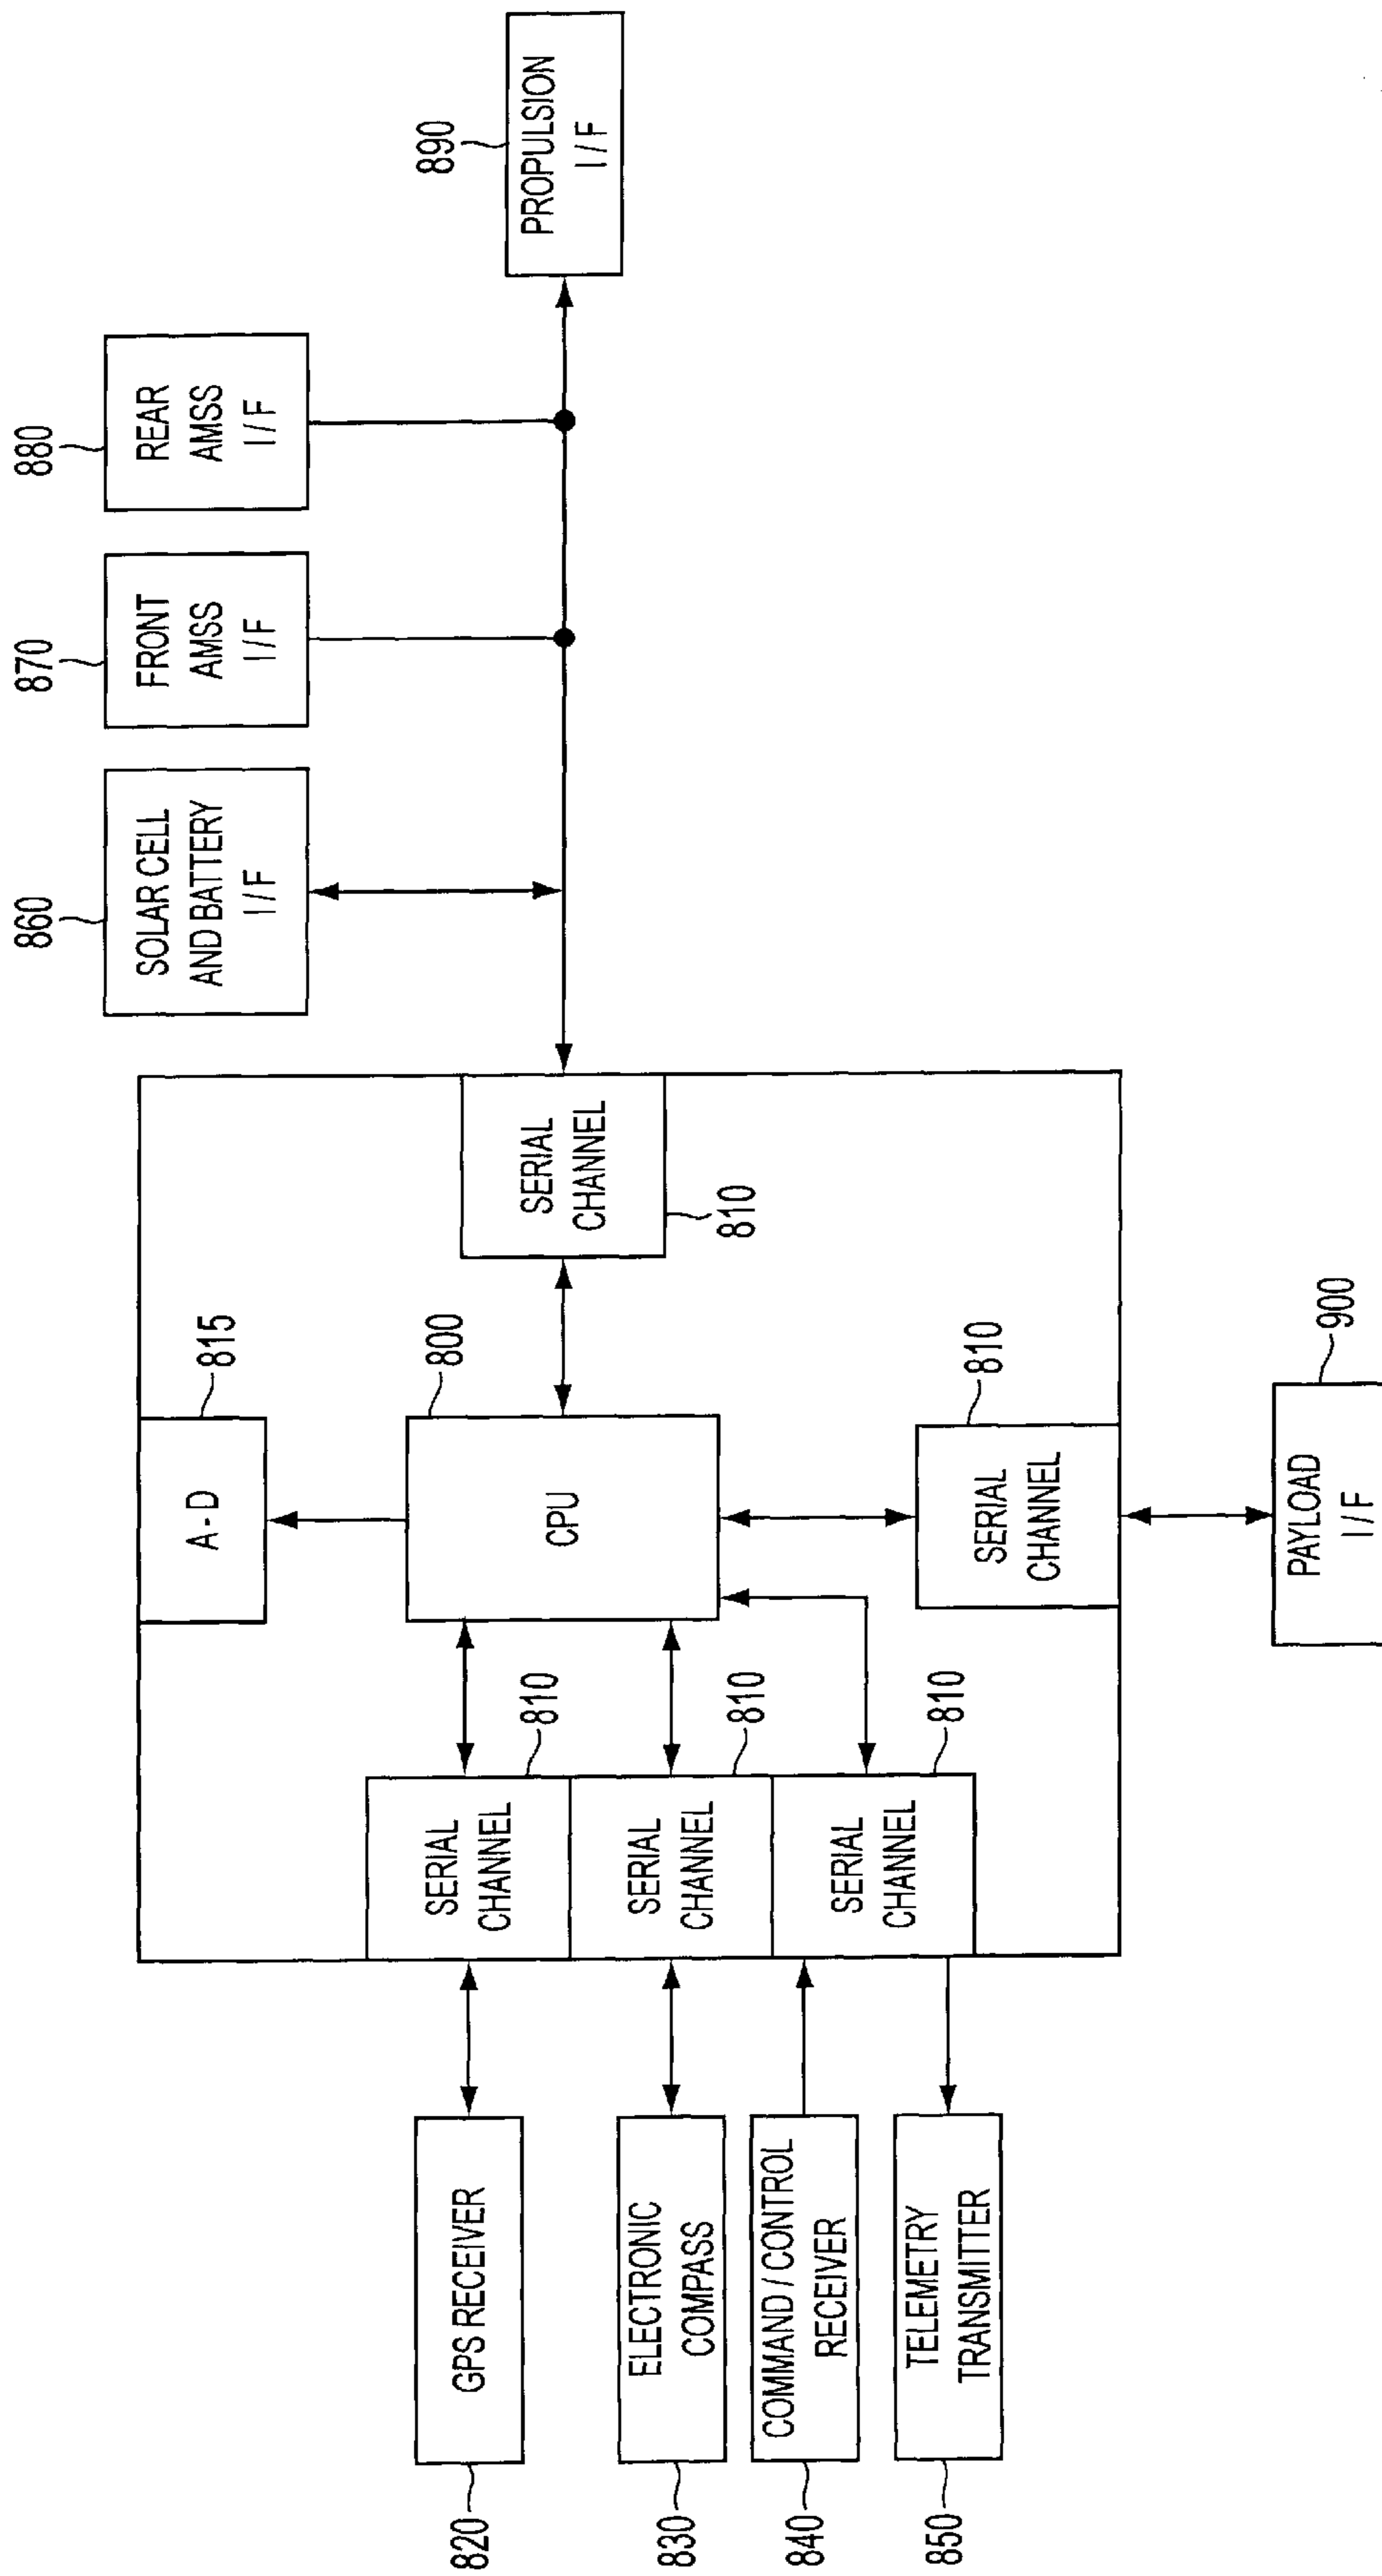 860
SOLAR CELL
AND BATTERY
I/F
870
FRONT
AMSS
I/F
880
REAR
AMSS
I/F
890
PROPULSION
I/F
815
A-D
800
CPU
SERIAL
CHANNEL
810
820
GPS RECEIVER
SERIAL
CHANNEL
810
830
ELECTRONIC
COMPASS
SERIAL
CHANNEL
810
840
COMMAND/CONTROL
RECEIVER
SERIAL
CHANNEL
810
850
TELEMETRY
TRANSMITTER
SERIAL
CHANNEL
810
PAYLOAD
I/F
900